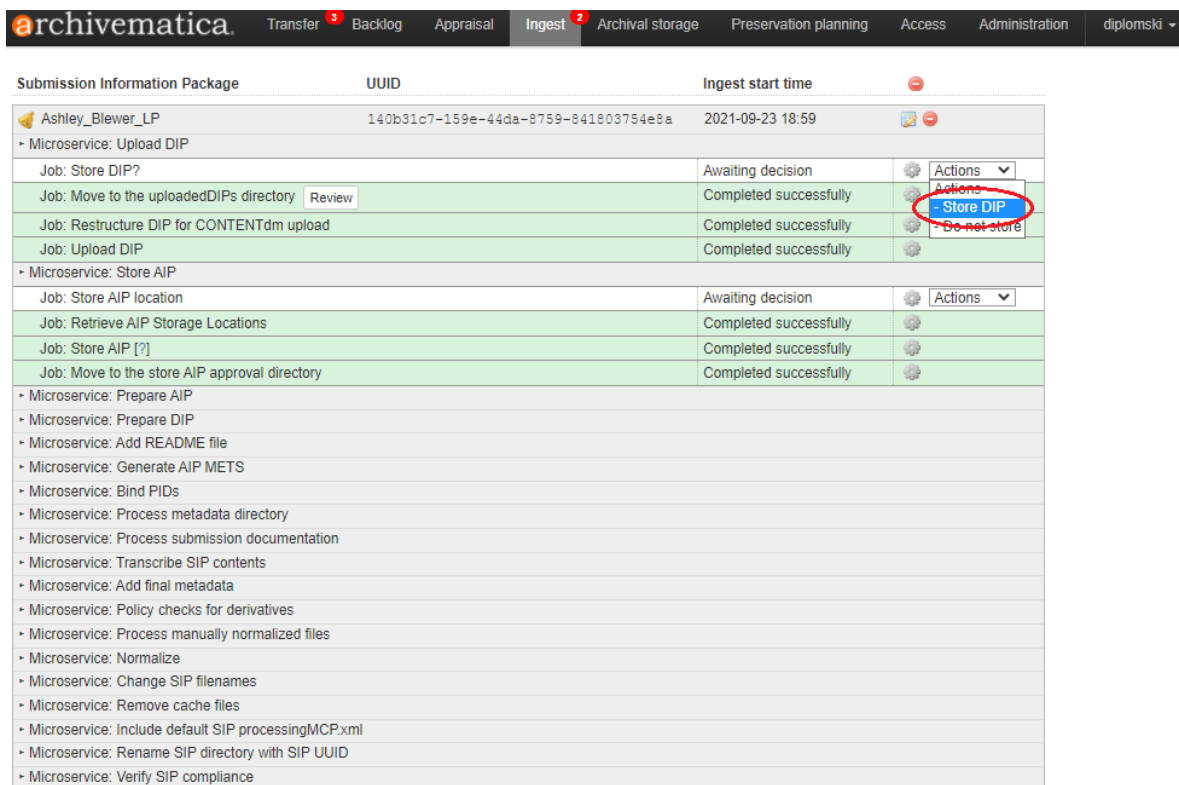 archivematica.
Transfer 3 Backlog Appraisal Ingest 2 Archival storage Preservation planning Access Administration diplomski
Submission Information Package UUID Ingest start time
Ashley_Blewer_LP 140b31c7-159e-44da-8759-841803754e8a 2021-09-23 18:59
Microservice: Upload DIP
Job: Store DIP? Awaiting decision Actions
Actions
Job: Move to the uploadedDIPs directory Review Completed successfully
- Store DIP
Job: Restructure DIP for CONTENTdm upload Completed successfully
- Do not store
Job: Upload DIP Completed successfully
Microservice: Store AIP
Job: Store AIP location Awaiting decision Actions
Job: Retrieve AIP Storage Locations Completed successfully
Job: Store AIP [?] Completed successfully
Job: Move to the store AIP approval directory Completed successfully
Microservice: Prepare AIP
Microservice: Prepare DIP
Microservice: Add README file
Microservice: Generate AIP METS
Microservice: Bind PIDs
Microservice: Process metadata directory
Microservice: Process submission documentation
Microservice: Transcribe SIP contents
Microservice: Add final metadata
Microservice: Policy checks for derivatives
Microservice: Process manually normalized files
Microservice: Normalize
Microservice: Change SIP filenames
Microservice: Remove cache files
Microservice: Include default SIP processingMCP.xml
Microservice: Rename SIP directory with SIP UUID
Microservice: Verify SIP compliance